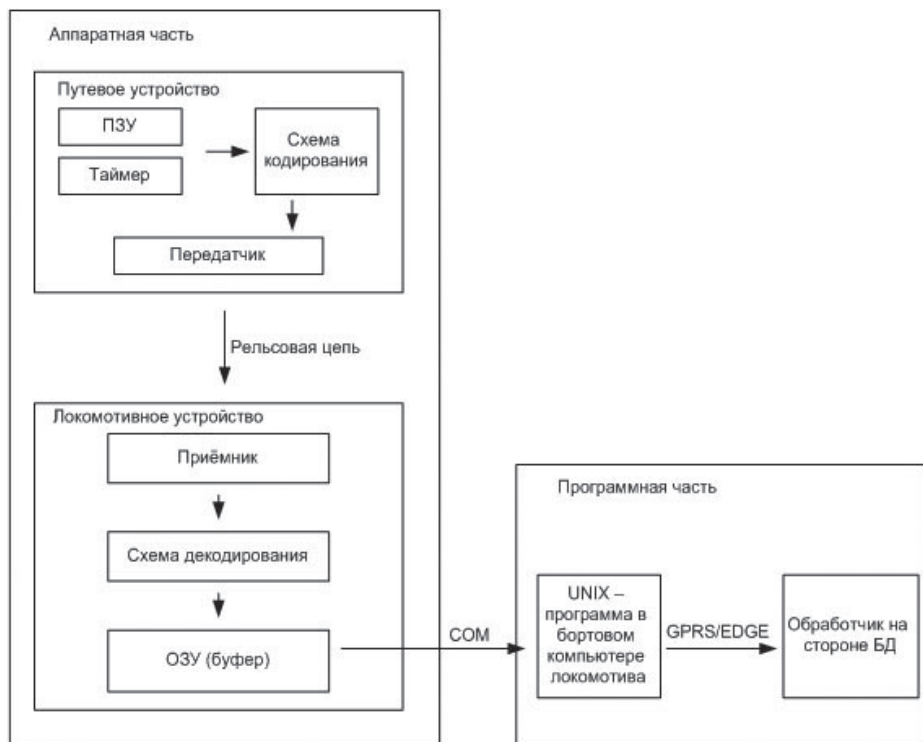 Аппаратная часть
Путевое устройство
ПЗУ
Таймер
Схема
кодирования
Передатчик
Рельсовая цепь
Локомотивное устройство
Приёмник
Схема декодирования
ОЗУ (буфер)
COM
Программная часть
UNIX –
программа в
бортовом
компьютере
локомотива
GPRS/EDGE
Обработчик на
стороне БД